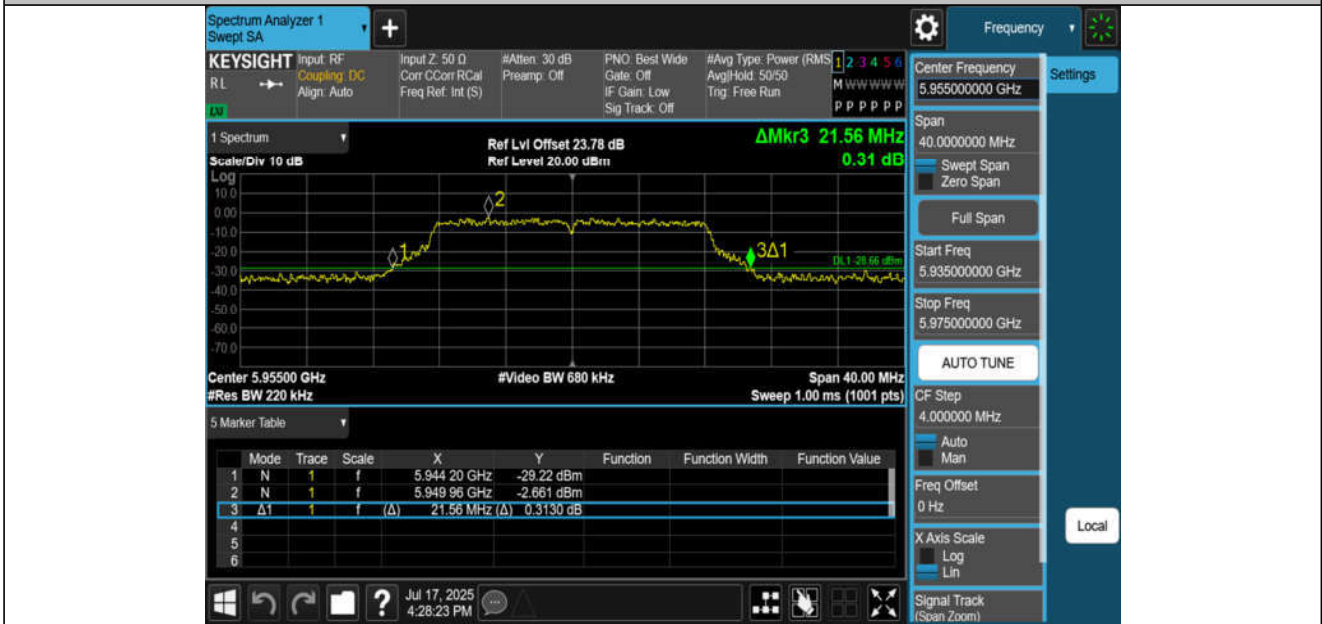 Spectrum Analyzer 1
Swept SA
+
Frequency
KEYSIGHT
RL
LV
Input: RF
Coupling: DC
Align: Auto
Input Z: 50 Ω
Corr CCorr RCal
Freq Ref: Int (S)
#Atten: 30 dB
Preamp: Off
PNO: Best Wide
Gate: Off
IF Gain: Low
Sig Track: Off
#Avg Type: Power (RMS
Avg|Hold: 50/50
Trig: Free Run
1 2 3 4 5 6
M W W W W W
P P P P P P
1 Spectrum
Scale/Div 10 dB
Log
Ref Lvl Offset 23.78 dB
Ref Level 20.00 dBm
ΔMkr3 21.56 MHz
0.31 dB
10.0
0.00
-10.0
-20.0
-30.0
-40.0
-50.0
-60.0
-70.0
2
1
3Δ1
DL1 -28.66 dBm
Center 5.95500 GHz
#Video BW 680 kHz
Span 40.00 MHz
#Res BW 220 kHz
Sweep 1.00 ms (1001 pts)
5 Marker Table
Mode Trace Scale X Y Function Function Width Function Value
1 N 1 f 5.944 20 GHz -29.22 dBm
2 N 1 f 5.949 96 GHz -2.661 dBm
3 Δ1 1 f (Δ) 21.56 MHz (Δ) 0.3130 dB
4
5
6
?
Jul 17, 2025
4:28:23 PM
Center Frequency
5.955000000 GHz
Span
40.0000000 MHz
Swept Span
Zero Span
Full Span
Start Freq
5.935000000 GHz
Stop Freq
5.975000000 GHz
AUTO TUNE
CF Step
4.000000 MHz
Auto
Man
Freq Offset
0 Hz
X Axis Scale
Log
Lin
Signal Track
(Span Zoom)
Settings
Local